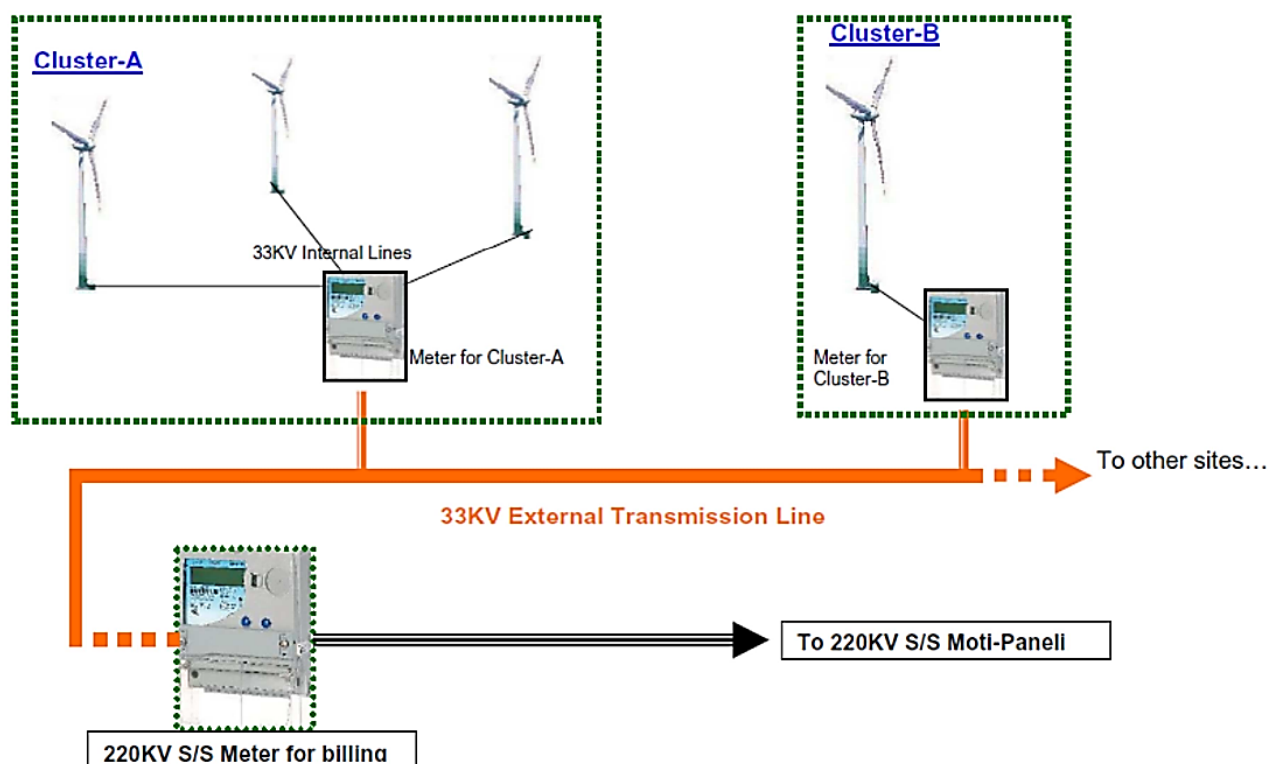 Cluster-A
Cluster-B
33KV Internal Lines
Meter for Cluster-A
Meter for
Cluster-B
To other sites...
33KV External Transmission Line
To 220KV S/S Moti-Paneli
220KV S/S Meter for billing